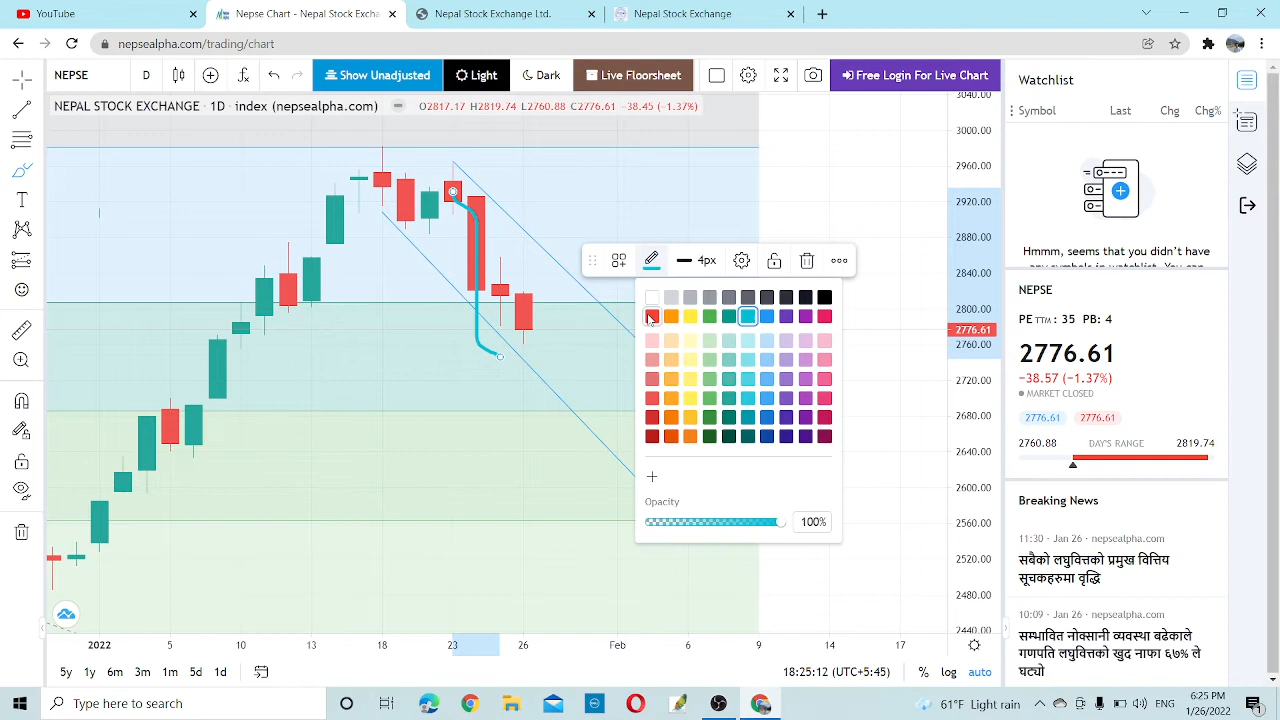 YouTube
Nepse Chart - Nepal Stock Exchan
Nepal Stock Exchange Ltd.
Nepal Stock Exchange
nepsealpha.com/trading/chart
NEPSE D Show Unadjusted Light Dark Live Floorsheet Free Login For Live Chart
NEPAL STOCK EXCHANGE · 1D · index (nepsealpha.com) O2817.17 H2819.74 L2760.88 C2776.61 −38.45 (−1.37%)
4px
Opacity
100%
3040.00
3000.00
2960.00
2920.00
2880.00
2840.00
2800.00
2776.61
2760.00
2720.00
2680.00
2640.00
2600.00
2560.00
2520.00
2480.00
2440.00
2022 5 10 13 18 23 26 Feb 6 9 14 17
5y 1y 6m 3m 1m 5d 1d 18:25:12 (UTC+5:45) % log auto
Watchlist
Symbol Last Chg Chg%
Hmmm, seems that you didn't have
NEPSE
PE TTM : 35 PB: 4
2776.61
−38.57 (−1.37%)
MARKET CLOSED
2776.61 2776.61
2760.88 DAY'S RANGE 2819.74
Breaking News
11:30 · Jan 26 · nepsealpha.com
सबैको लघुवित्तको प्रमुख वित्तिय
सूचकहरुमा वृद्धि
10:09 · Jan 26 · nepsealpha.com
सम्भावित नोक्सानी व्यवस्था बढेकाले
गणपति लघुवित्तको खुद नाफा ६७% ले
घट्यो
Type here to search
61°F Light rain
6:25 PM
1/26/2022